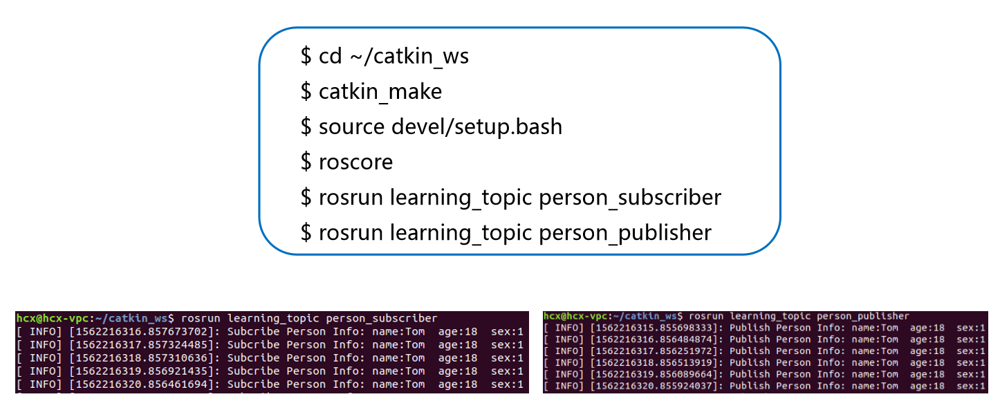 $ cd ~/catkin_ws
$ catkin_make
$ source devel/setup.bash
$ roscore
$ rosrun learning_topic person_subscriber
$ rosrun learning_topic person_publisher
hcx@hcx-vpc:~/catkin_ws$ rosrun learning_topic person_subscriber
[ INFO] [1562216316.857673702]: Subcribe Person Info: name:Tom  age:18  sex:1
[ INFO] [1562216317.857324485]: Subcribe Person Info: name:Tom  age:18  sex:1
[ INFO] [1562216318.857310636]: Subcribe Person Info: name:Tom  age:18  sex:1
[ INFO] [1562216319.856921435]: Subcribe Person Info: name:Tom  age:18  sex:1
[ INFO] [1562216320.856461694]: Subcribe Person Info: name:Tom  age:18  sex:1
hcx@hcx-vpc:~/catkin_ws$ rosrun learning_topic person_publisher
[ INFO] [1562216315.855698333]: Publish Person Info: name:Tom  age:18  sex:1
[ INFO] [1562216316.856484874]: Publish Person Info: name:Tom  age:18  sex:1
[ INFO] [1562216317.856251972]: Publish Person Info: name:Tom  age:18  sex:1
[ INFO] [1562216318.856513919]: Publish Person Info: name:Tom  age:18  sex:1
[ INFO] [1562216319.856089664]: Publish Person Info: name:Tom  age:18  sex:1
[ INFO] [1562216320.855924037]: Publish Person Info: name:Tom  age:18  sex:1